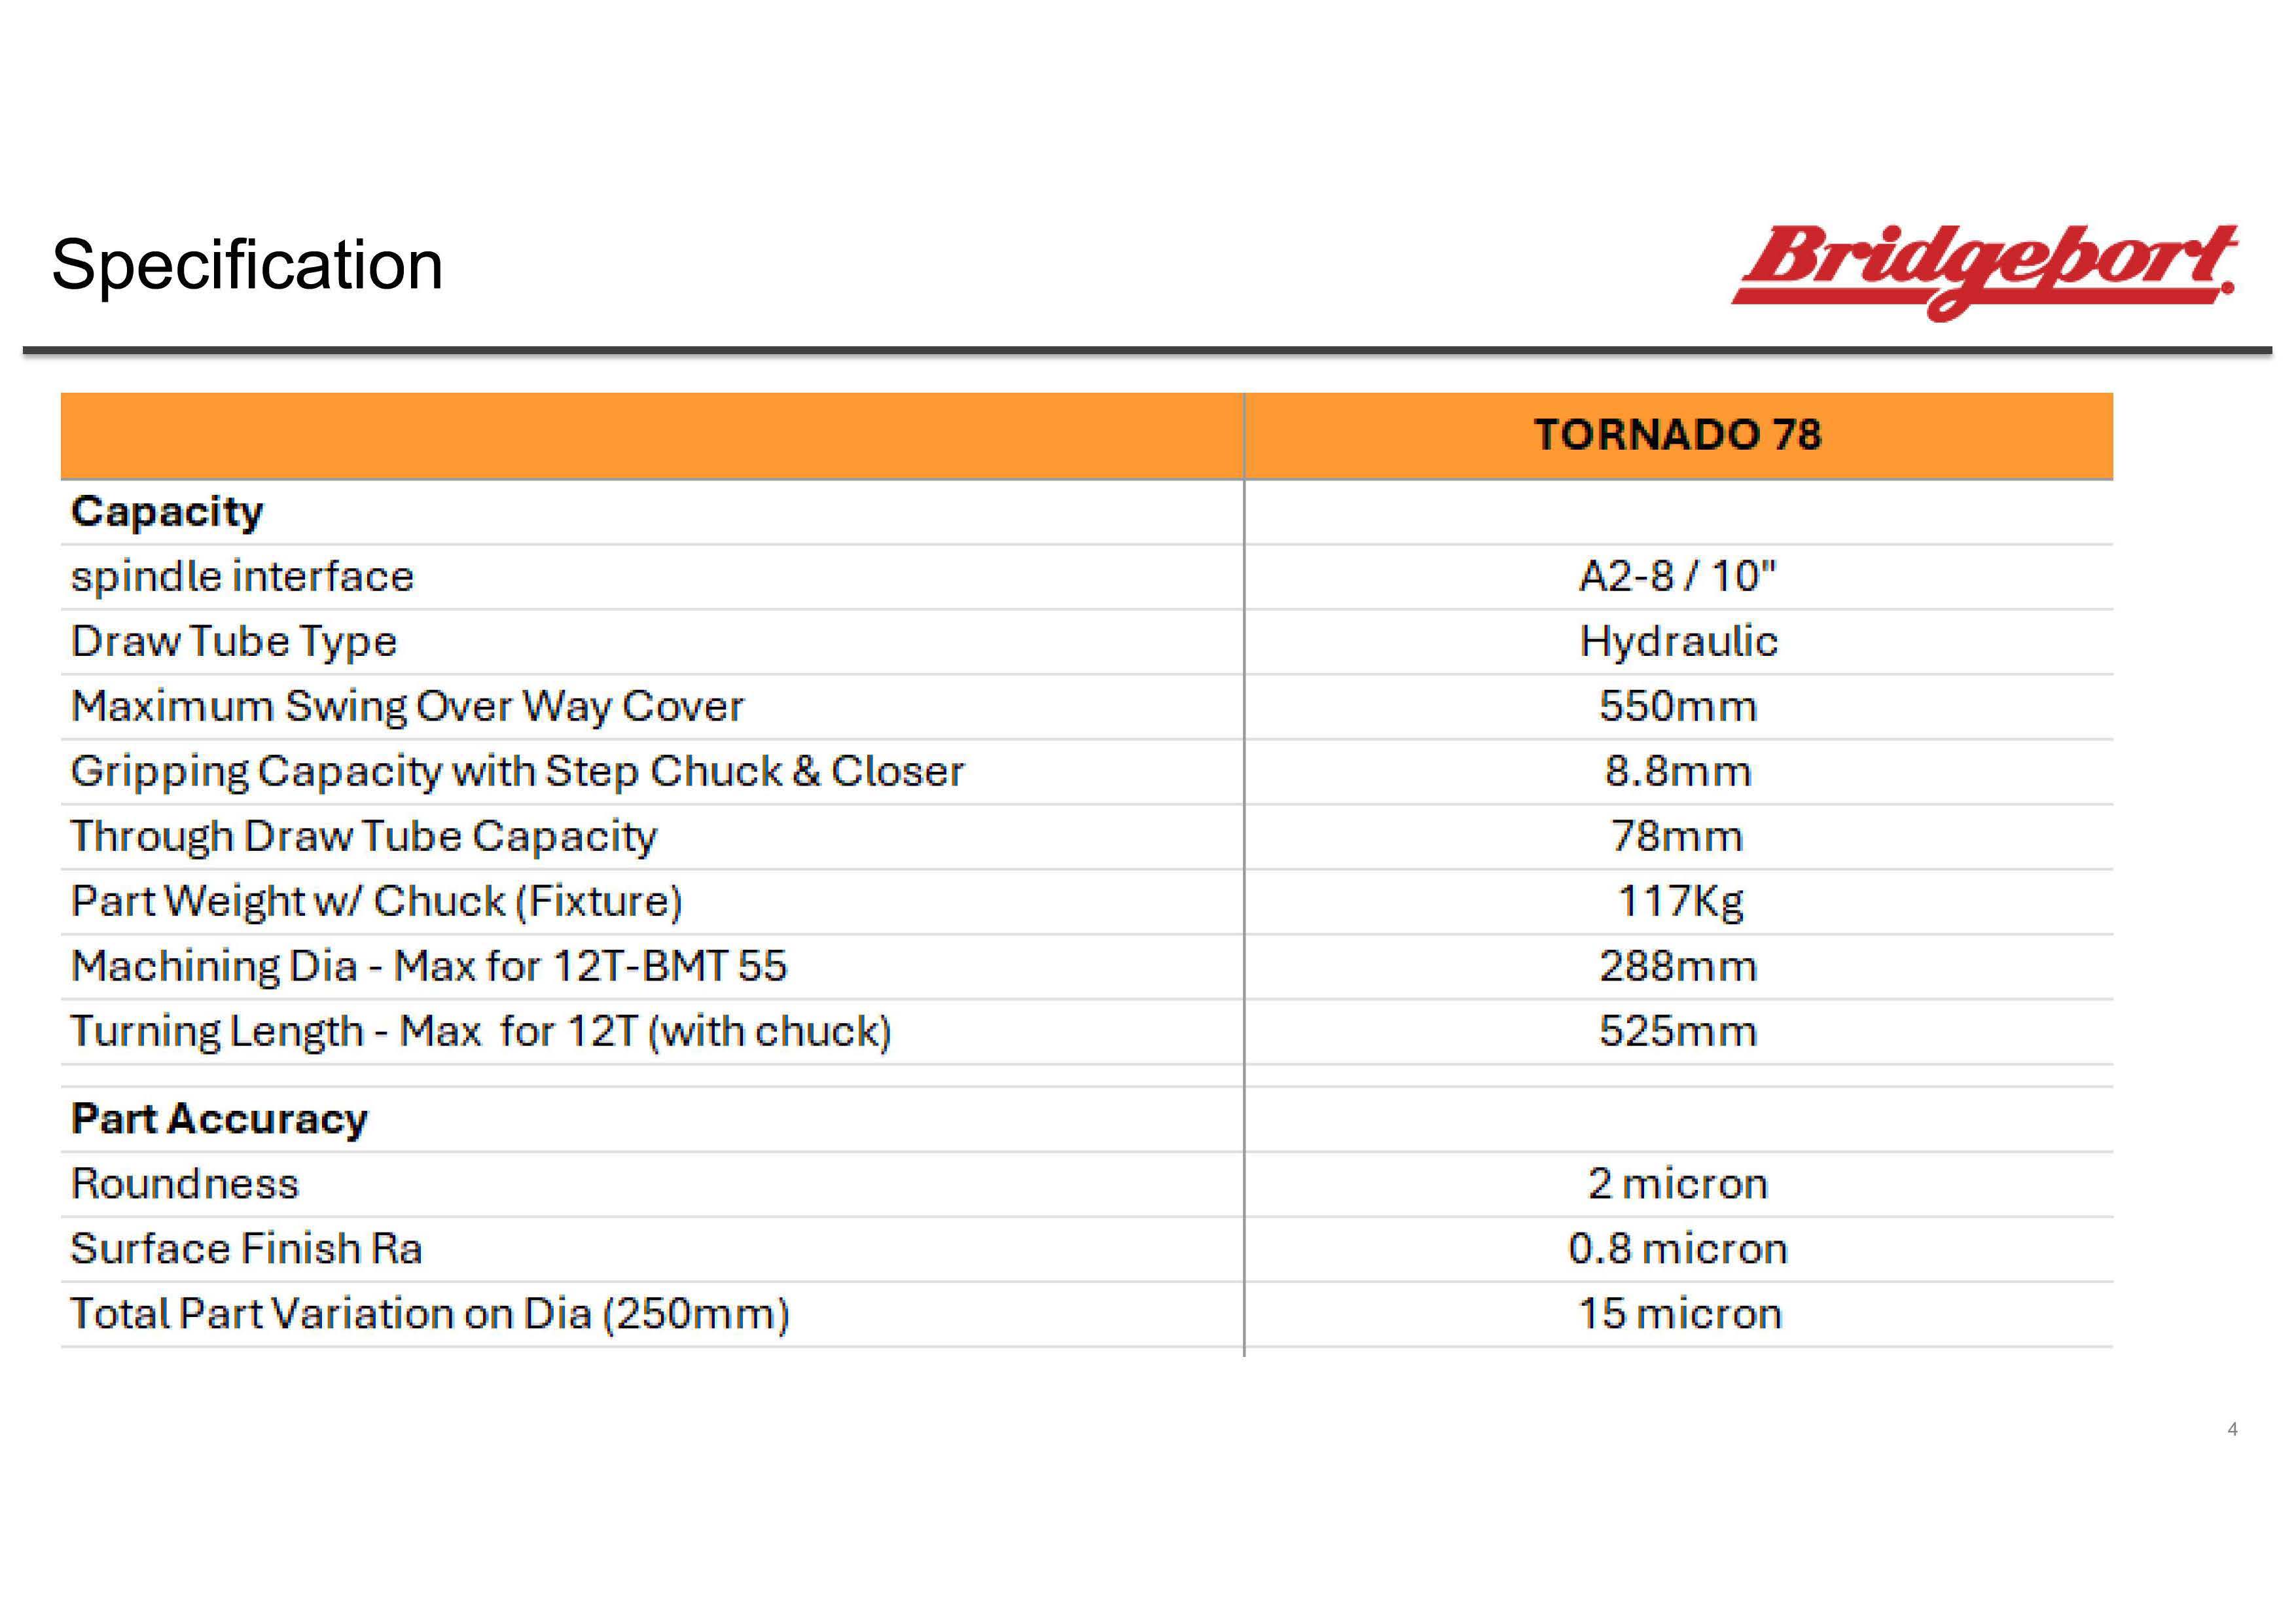 Specification
Bridgeport.
TORNADO 78
Capacity
spindle interface A2-8 / 10"
Draw Tube Type Hydraulic
Maximum Swing Over Way Cover 550mm
Gripping Capacity with Step Chuck & Closer 8.8mm
Through Draw Tube Capacity 78mm
Part Weight w/ Chuck (Fixture) 117Kg
Machining Dia - Max for 12T-BMT 55 288mm
Turning Length - Max for 12T (with chuck) 525mm
Part Accuracy
Roundness 2 micron
Surface Finish Ra 0.8 micron
Total Part Variation on Dia (250mm) 15 micron
4